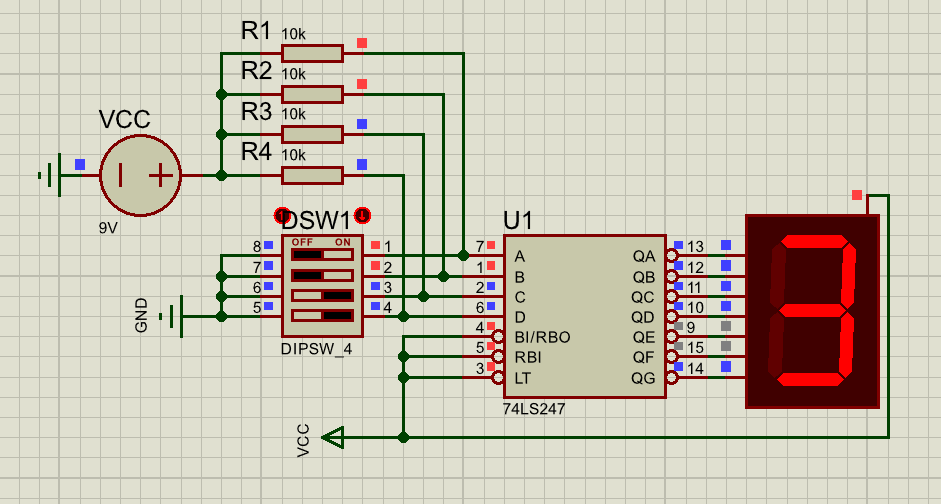 R1 10k
R2 10k
R3 10k
R4 10k
VCC
9V
DSW1
OFF ON
8 1
7 2
6 3
5 4
DIPSW_4
GND
VCC
U1
7 A QA 13
1 B QB 12
2 C QC 11
6 D QD 10
4 BI/RBO QE 9
5 RBI QF 15
3 LT QG 14
74LS247